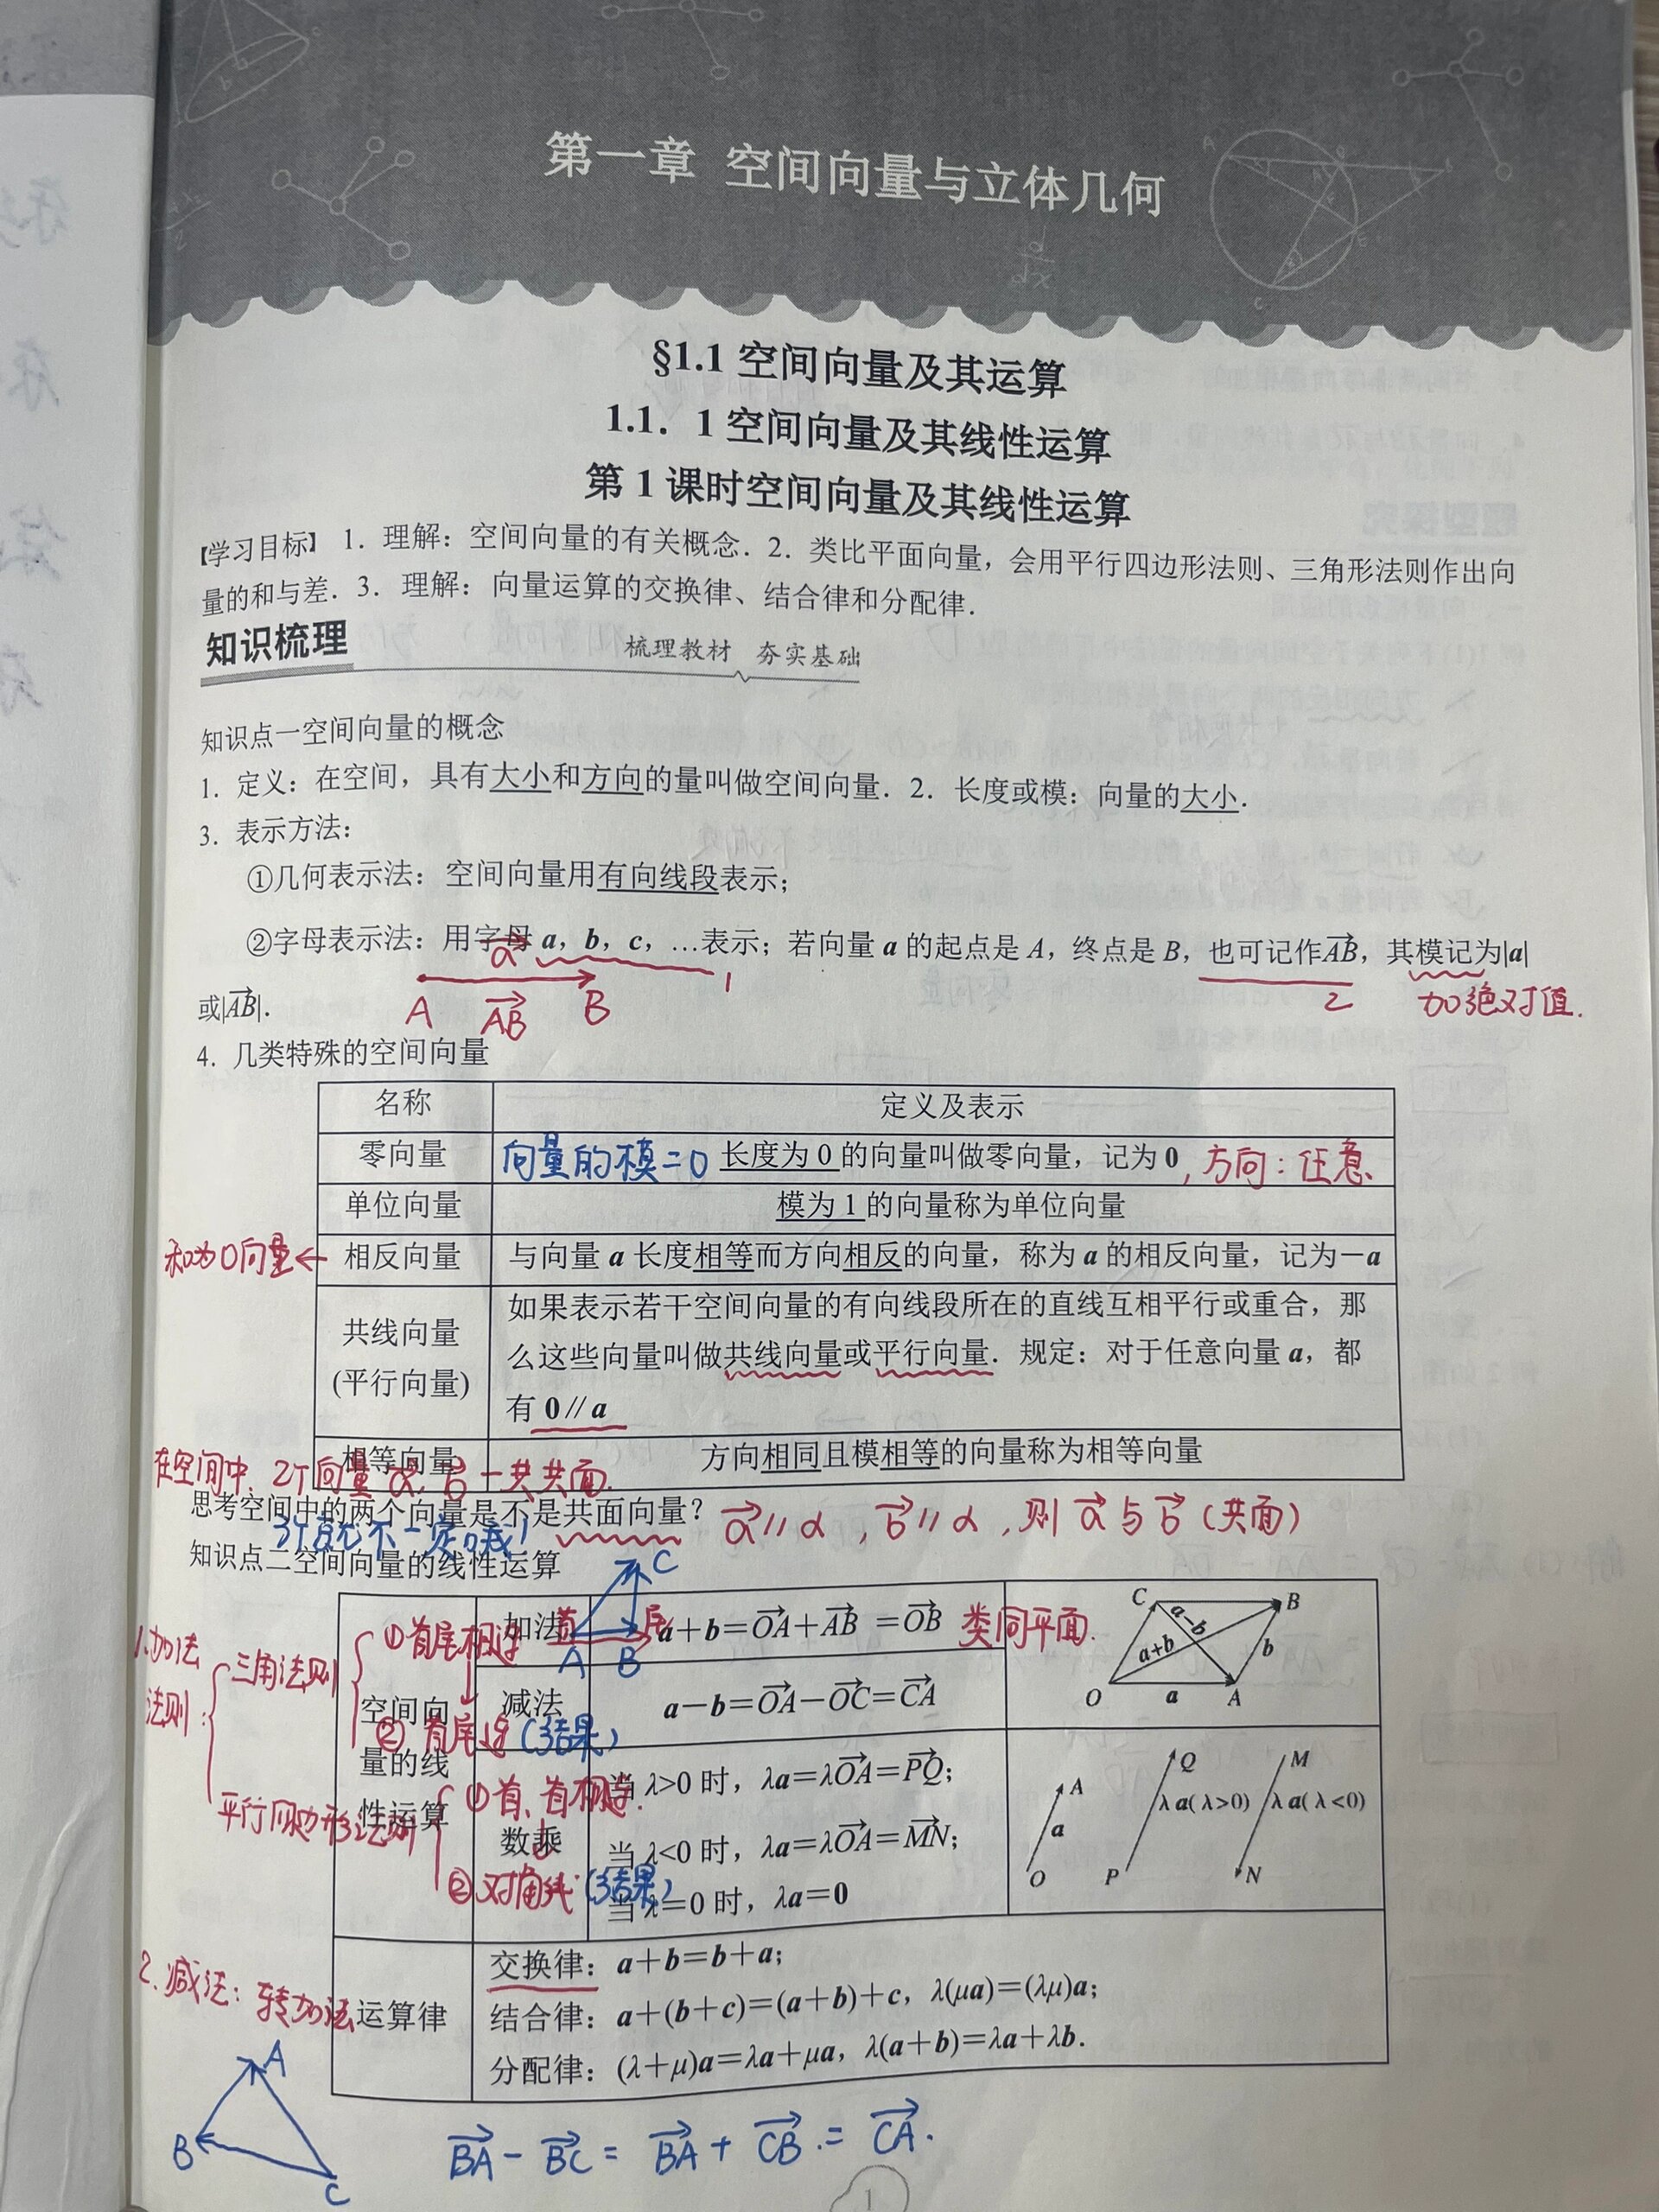 第一章 空间向量与立体几何
§1.1 空间向量及其运算
1.1. 1 空间向量及其线性运算
第 1 课时空间向量及其线性运算
【学习目标】 1. 理解：空间向量的有关概念. 2. 类比平面向量，会用平行四边形法则、三角形法则作出向
量的和与差. 3. 理解：向量运算的交换律、结合律和分配律.
知识梳理 梳理教材 夯实基础
知识点一空间向量的概念
1. 定义：在空间，具有大小和方向的量叫做空间向量. 2. 长度或模：向量的大小.
3. 表示方法：
①几何表示法：空间向量用有向线段表示；
②字母表示法：用字母 a, b, c, …表示；若向量 a 的起点是 A，终点是 B，也可记作AB→，其模记为|a|
a→ 1 2 加绝对值.
或|AB→|.
A AB→ B
4. 几类特殊的空间向量
名称 定义及表示
零向量 向量的模=0 长度为 0 的向量叫做零向量，记为 0, 方向：任意.
单位向量 模为 1 的向量称为单位向量
和为0向量← 相反向量 与向量 a 长度相等而方向相反的向量，称为 a 的相反向量，记为－a
共线向量
(平行向量)
如果表示若干空间向量的有向线段所在的直线互相平行或重合，那
么这些向量叫做共线向量或平行向量. 规定：对于任意向量 a，都
有 0∥a
相等向量 方向相同且模相等的向量称为相等向量
在空间中, 2个向量 a→, b→ 一共共面.
思考空间中的两个向量是不是共面向量？ a→∥α, b→∥α, 则 a→与b→ (共面)
3个就不一定哦!
知识点二空间向量的线性运算
空间向
量的线
性运算
加法 a＋b＝OA→＋AB→ ＝OB→ 类同平面.
首 尾 A B C
减法 a－b＝OA→－OC→＝CA→
C B a－b a＋b b O a A
数乘
当 λ>0 时，λa＝λOA→＝PQ→；
当 λ<0 时，λa＝λOA→＝MN→；
当 λ＝0 时，λa＝0
A a O Q λa(λ>0) P M λa(λ<0) N
1.加法
法则:
三角法则
①首尾相连
②首尾连 (结果)
平行四边形法则
①首、首相连.
②对角线 (结果)
2. 减法：转加法
运算律
交换律：a＋b＝b＋a；
结合律：a＋(b＋c)＝(a＋b)＋c，λ(μa)＝(λμ)a；
分配律：(λ＋μ)a＝λa＋μa，λ(a＋b)＝λa＋λb.
A
B
C
BA→ - BC→ = BA→ + CB→ .= CA→.
1